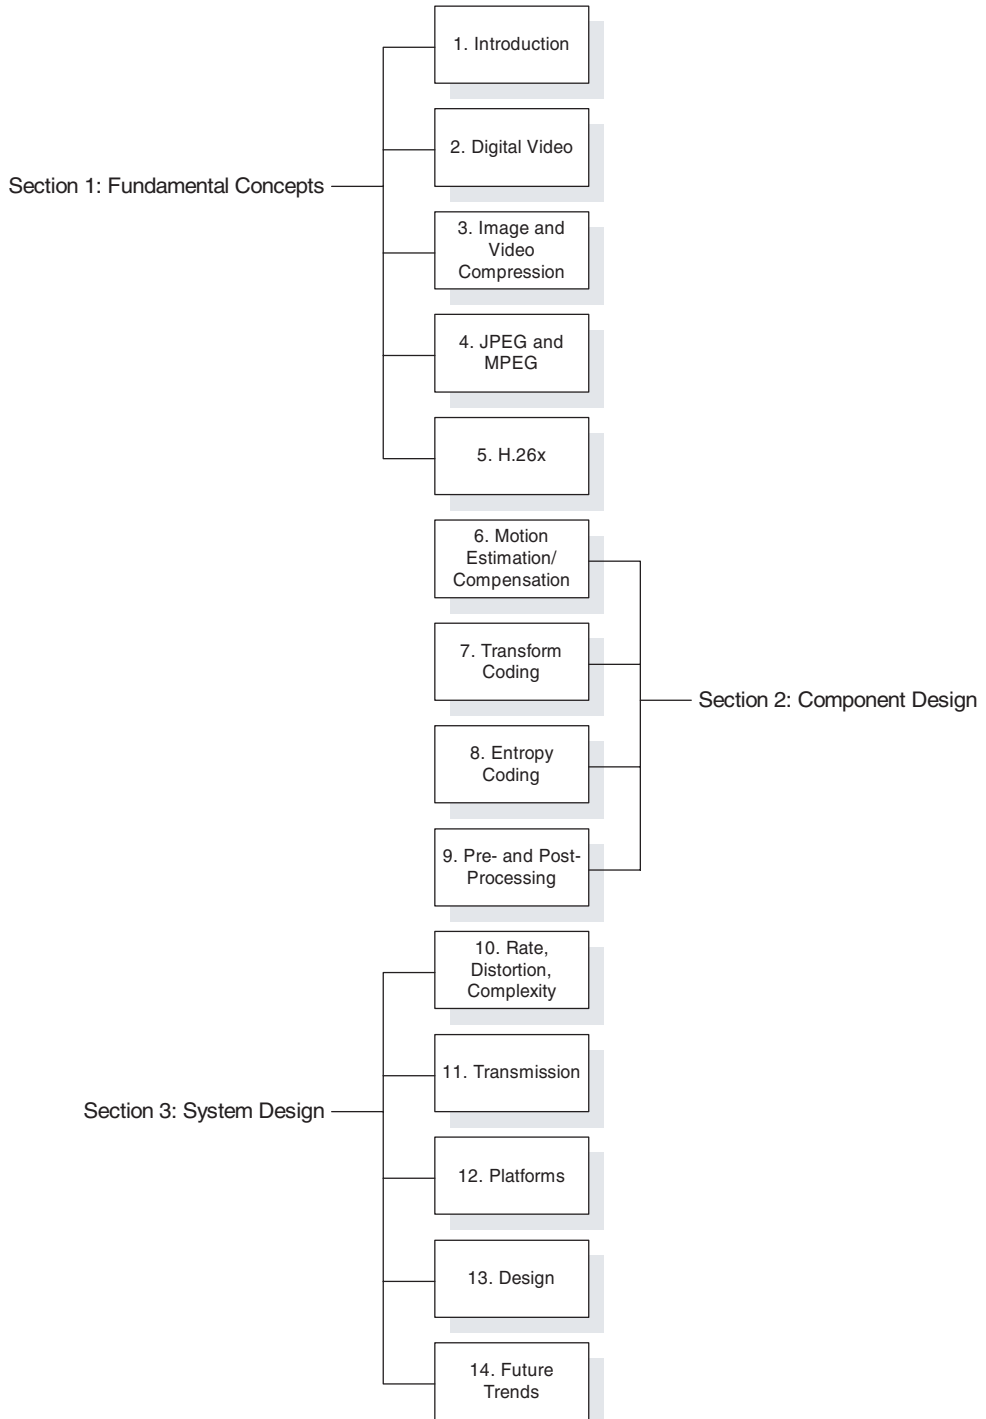 1. Introduction
2. Digital Video
Section 1: Fundamental Concepts
3. Image and
Video
Compression
4. JPEG and
MPEG
5. H.26x
6. Motion
Estimation/
Compensation
7. Transform
Coding
Section 2: Component Design
8. Entropy
Coding
9. Pre- and Post-
Processing
10. Rate,
Distortion,
Complexity
11. Transmission
Section 3: System Design
12. Platforms
13. Design
14. Future
Trends